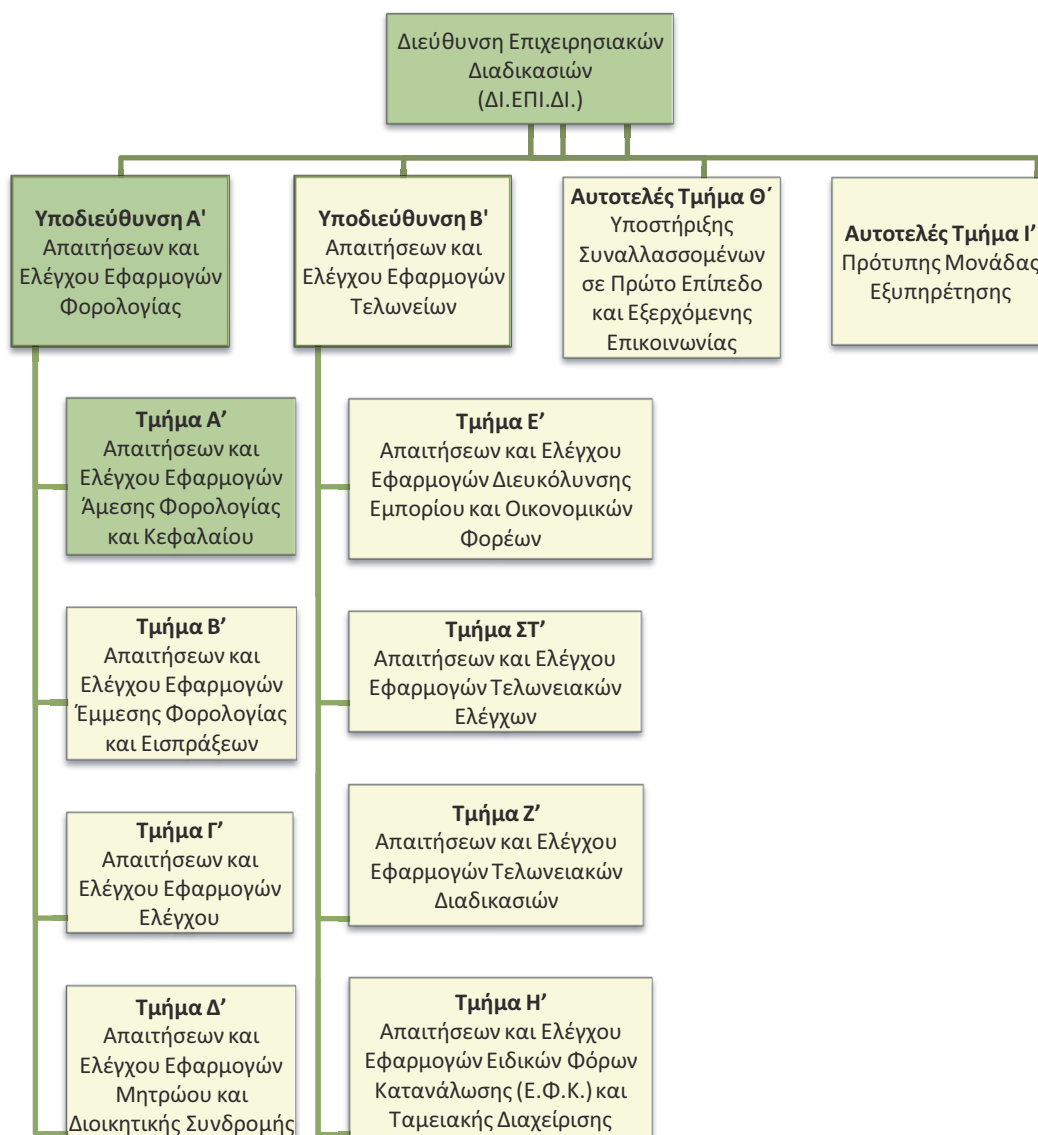 Διεύθυνση Επιχειρησιακών
Διαδικασιών
(ΔΙ.ΕΠΙ.ΔΙ.)
Υποδιεύθυνση Α'
Απαιτήσεων και
Ελέγχου Εφαρμογών
Φορολογίας
Υποδιεύθυνση Β'
Απαιτήσεων και
Ελέγχου Εφαρμογών
Τελωνείων
Αυτοτελές Τμήμα Θ΄
Υποστήριξης
Συναλλασσομένων
σε Πρώτο Επίπεδο
και Εξερχόμενης
Επικοινωνίας
Αυτοτελές Τμήμα Ι’
Πρότυπης Μονάδας
Εξυπηρέτησης
Τμήμα Α’
Απαιτήσεων και
Ελέγχου Εφαρμογών
Άμεσης Φορολογίας
και Κεφαλαίου
Τμήμα Β’
Απαιτήσεων και
Ελέγχου Εφαρμογών
Έμμεσης Φορολογίας
και Εισπράξεων
Τμήμα Γ’
Απαιτήσεων και
Ελέγχου Εφαρμογών
Ελέγχου
Τμήμα Δ’
Απαιτήσεων και
Ελέγχου Εφαρμογών
Μητρώου και
Διοικητικής Συνδρομής
Τμήμα Ε’
Απαιτήσεων και Ελέγχου
Εφαρμογών Διευκόλυνσης
Εμπορίου και Οικονομικών
Φορέων
Τμήμα ΣΤ’
Απαιτήσεων και Ελέγχου
Εφαρμογών Τελωνειακών
Ελέγχων
Τμήμα Ζ’
Απαιτήσεων και Ελέγχου
Εφαρμογών Τελωνειακών
Διαδικασιών
Τμήμα Η’
Απαιτήσεων και Ελέγχου
Εφαρμογών Ειδικών Φόρων
Κατανάλωσης (Ε.Φ.Κ.) και
Ταμειακής Διαχείρισης